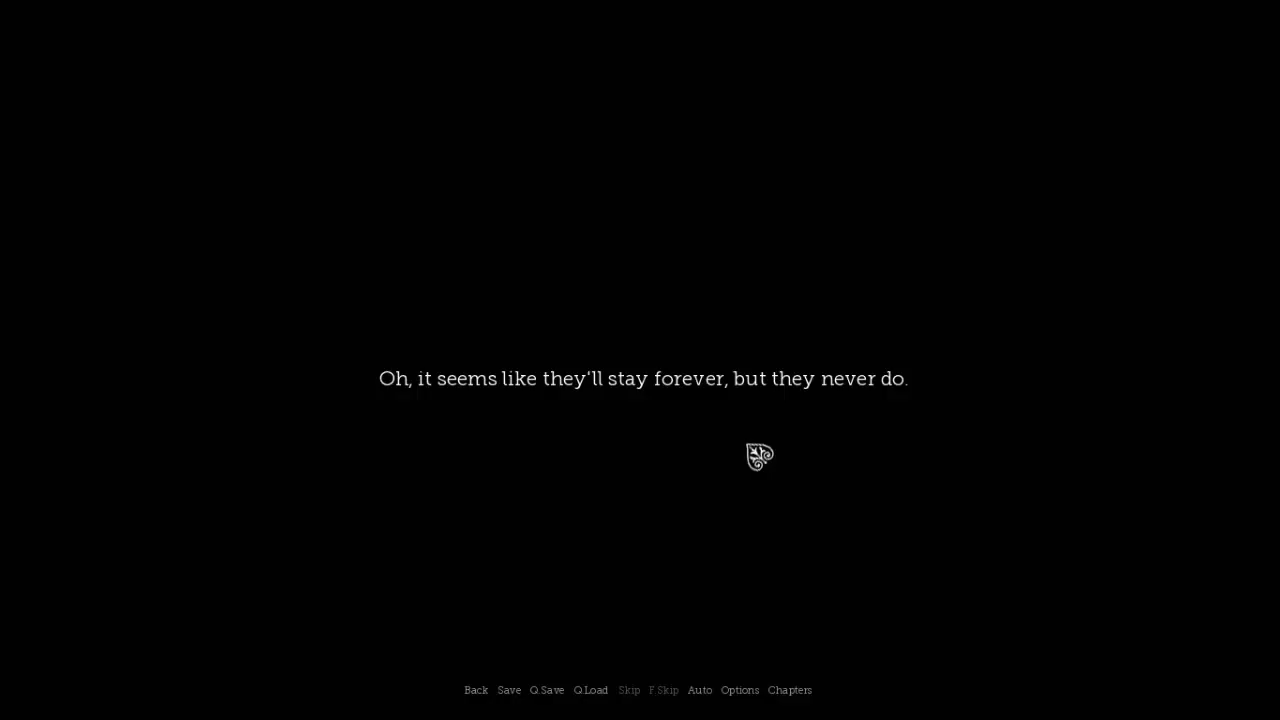 Oh, it seems like they'll stay forever, but they never do.
Back Save Q.Save Q.Load Skip F.Skip Auto Options Chapters